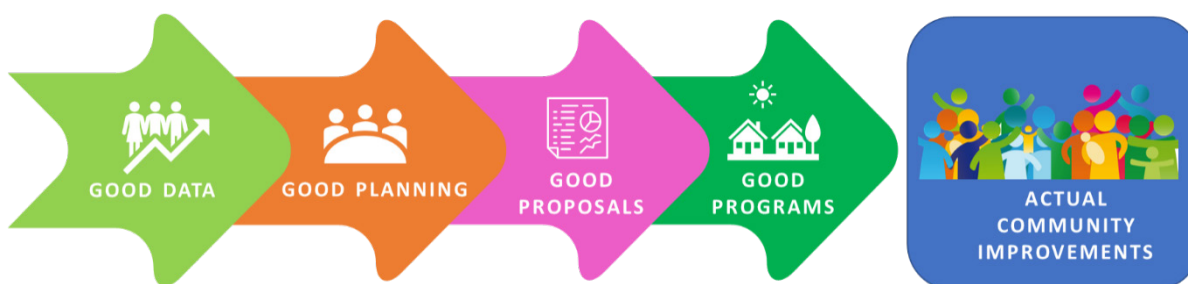 GOOD DATA
GOOD PLANNING
GOOD
PROPOSALS
GOOD
PROGRAMS
ACTUAL
COMMUNITY
IMPROVEMENTS